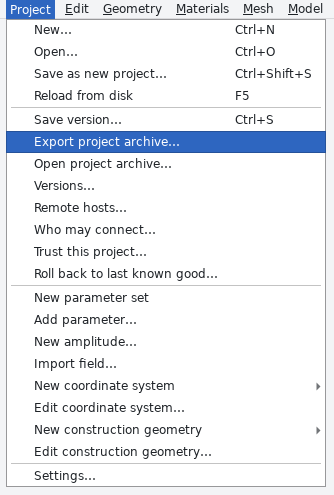 Project Edit Geometry Materials Mesh Model
New... Ctrl+N
Open... Ctrl+O
Save as new project... Ctrl+Shift+S
Reload from disk F5
Save version... Ctrl+S
Export project archive...
Open project archive...
Versions...
Remote hosts...
Who may connect...
Trust this project...
Roll back to last known good...
New parameter set
Add parameter...
New amplitude...
Import field...
New coordinate system
Edit coordinate system...
New construction geometry
Edit construction geometry...
Settings...